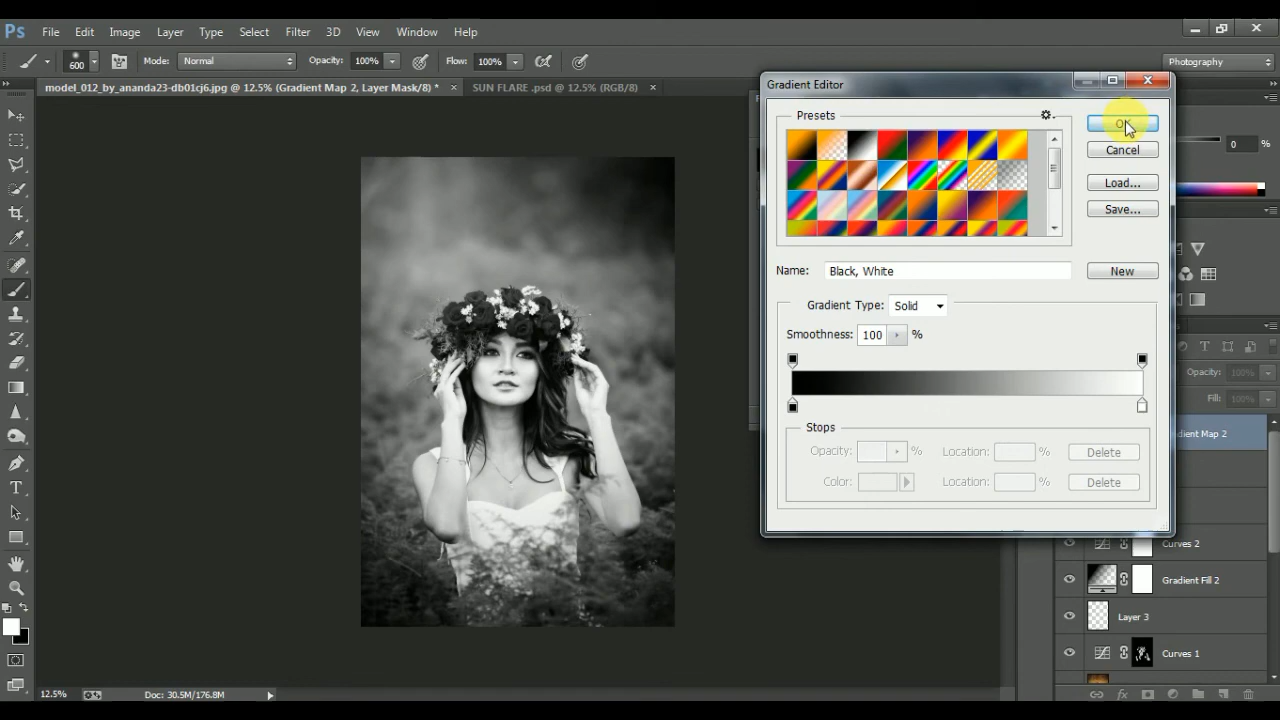 Ps File Edit Image Layer Type Select Filter 3D View Window Help
600 Mode: Normal Opacity: 100% Flow: 100% Photography
model_012_by_ananda23-db01cj6.jpg @ 12.5% (Gradient Map 2, Layer Mask/8) * SUN FLARE .psd @ 12.5% (RGB/8)
Gradient Editor
Presets
OK
0 %
Cancel
Load...
Save...
Name: Black, White New
Gradient Type: Solid
Smoothness: 100 %
Opacity: 100%
Fill: 100%
Stops
dient Map 2
Opacity: % Location: % Delete
Color: Location: % Delete
Curves 2
Gradient Fill 2
Layer 3
Curves 1
12.5% Doc: 30.5M/176.8M